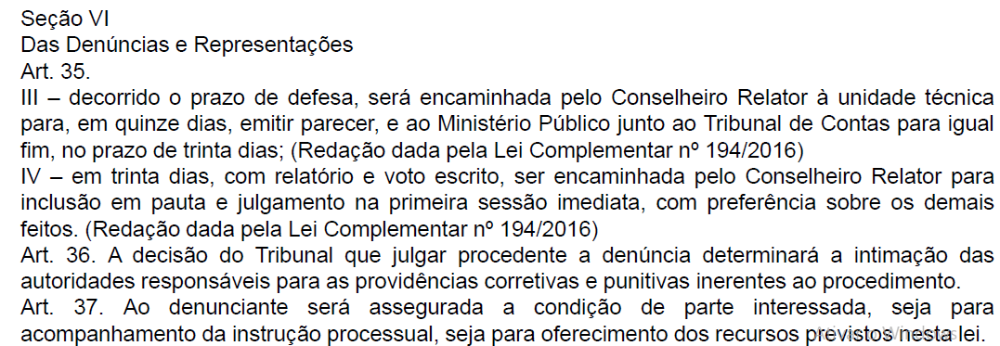 Seção VI
Das Denúncias e Representações
Art. 35.
III – decorrido o prazo de defesa, será encaminhada pelo Conselheiro Relator à unidade técnica
para, em quinze dias, emitir parecer, e ao Ministério Público junto ao Tribunal de Contas para igual
fim, no prazo de trinta dias; (Redação dada pela Lei Complementar nº 194/2016)
IV – em trinta dias, com relatório e voto escrito, ser encaminhada pelo Conselheiro Relator para
inclusão em pauta e julgamento na primeira sessão imediata, com preferência sobre os demais
feitos. (Redação dada pela Lei Complementar nº 194/2016)
Art. 36. A decisão do Tribunal que julgar procedente a denúncia determinará a intimação das
autoridades responsáveis para as providências corretivas e punitivas inerentes ao procedimento.
Art. 37. Ao denunciante será assegurada a condição de parte interessada, seja para
acompanhamento da instrução processual, seja para oferecimento dos recursos previstos nesta lei.
Ativar o Windows